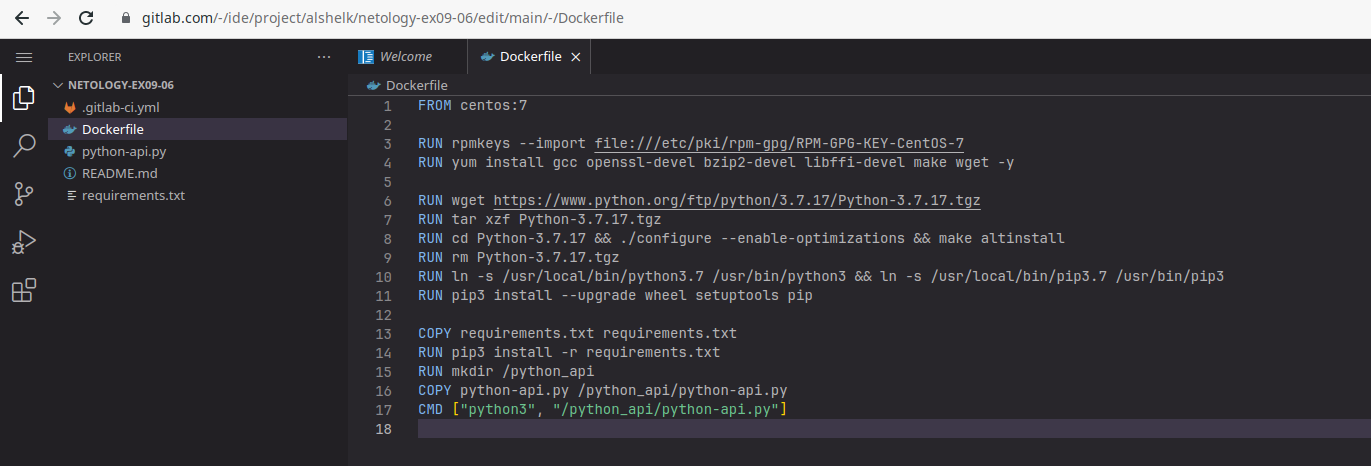 gitlab.com/-/ide/project/alshelk/netology-ex09-06/edit/main/-/Dockerfile
EXPLORER ···
Welcome
Dockerfile
NETOLOGY-EX09-06
.gitlab-ci.yml
Dockerfile
python-api.py
README.md
requirements.txt
Dockerfile
1 FROM centos:7
2
3 RUN rpmkeys --import file:///etc/pki/rpm-gpg/RPM-GPG-KEY-CentOS-7
4 RUN yum install gcc openssl-devel bzip2-devel libffi-devel make wget -y
5
6 RUN wget https://www.python.org/ftp/python/3.7.17/Python-3.7.17.tgz
7 RUN tar xzf Python-3.7.17.tgz
8 RUN cd Python-3.7.17 && ./configure --enable-optimizations && make altinstall
9 RUN rm Python-3.7.17.tgz
10 RUN ln -s /usr/local/bin/python3.7 /usr/bin/python3 && ln -s /usr/local/bin/pip3.7 /usr/bin/pip3
11 RUN pip3 install --upgrade wheel setuptools pip
12
13 COPY requirements.txt requirements.txt
14 RUN pip3 install -r requirements.txt
15 RUN mkdir /python_api
16 COPY python-api.py /python_api/python-api.py
17 CMD ["python3", "/python_api/python-api.py"]
18